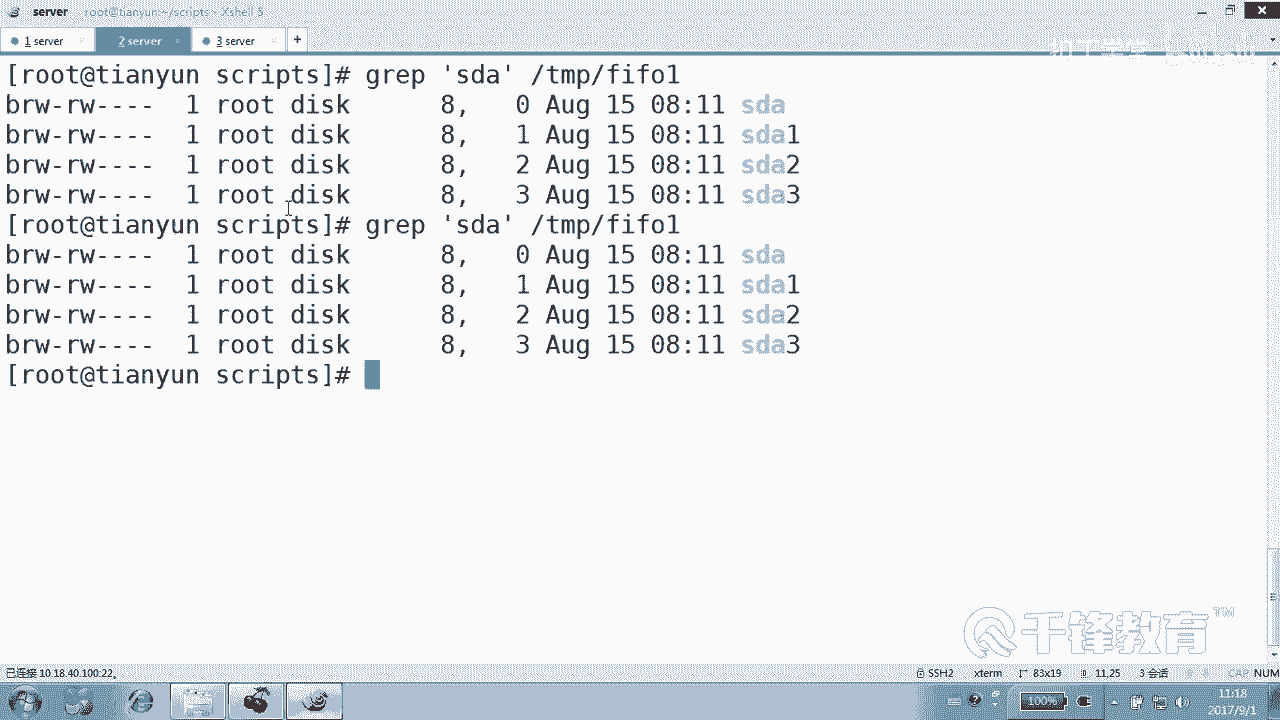 server root@tianyun:~/scripts - Xshell 5
1 server 2 server 3 server +
[root@tianyun scripts]# grep 'sda' /tmp/fifo1
brw-rw---- 1 root disk 8, 0 Aug 15 08:11 sda
brw-rw---- 1 root disk 8, 1 Aug 15 08:11 sda1
brw-rw---- 1 root disk 8, 2 Aug 15 08:11 sda2
brw-rw---- 1 root disk 8, 3 Aug 15 08:11 sda3
[root@tianyun scripts]# grep 'sda' /tmp/fifo1
brw-rw---- 1 root disk 8, 0 Aug 15 08:11 sda
brw-rw---- 1 root disk 8, 1 Aug 15 08:11 sda1
brw-rw---- 1 root disk 8, 2 Aug 15 08:11 sda2
brw-rw---- 1 root disk 8, 3 Aug 15 08:11 sda3
[root@tianyun scripts]#
千锋教育™
已连接 10.18.40.100:22。 SSH2 xterm 83x19 11,25 3 会话 CAP NUM
100% 11:18
2017/9/1